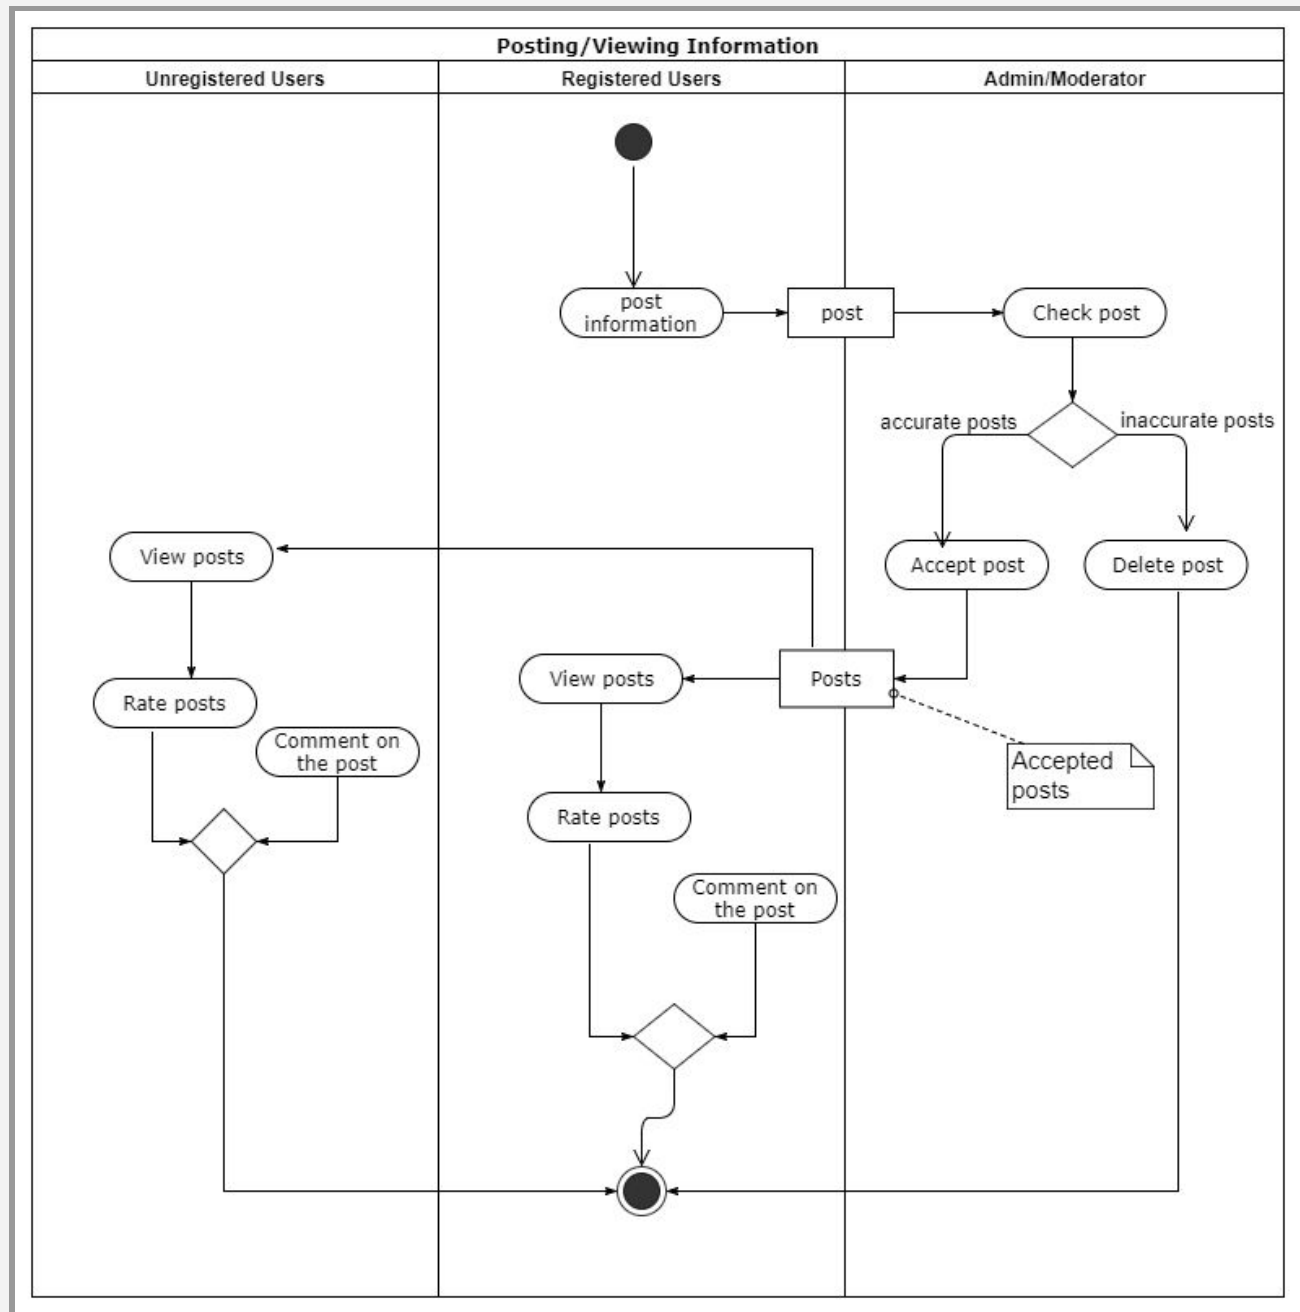 Posting/Viewing Information
Unregistered Users
Registered Users
Admin/Moderator
post
information
post
Check post
accurate posts
inaccurate posts
View posts
Accept post
Delete post
View posts
Posts
Rate posts
Comment on
the post
Accepted
posts
Rate posts
Comment on
the post